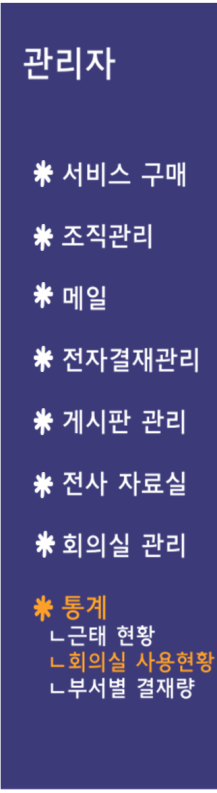 관리자
✱ 서비스 구매
✱ 조직관리
✱ 메일
✱ 전자결재관리
✱ 게시판 관리
✱ 전사 자료실
✱ 회의실 관리
✱ 통계
ㄴ근태 현황
ㄴ회의실 사용현황
ㄴ부서별 결재량